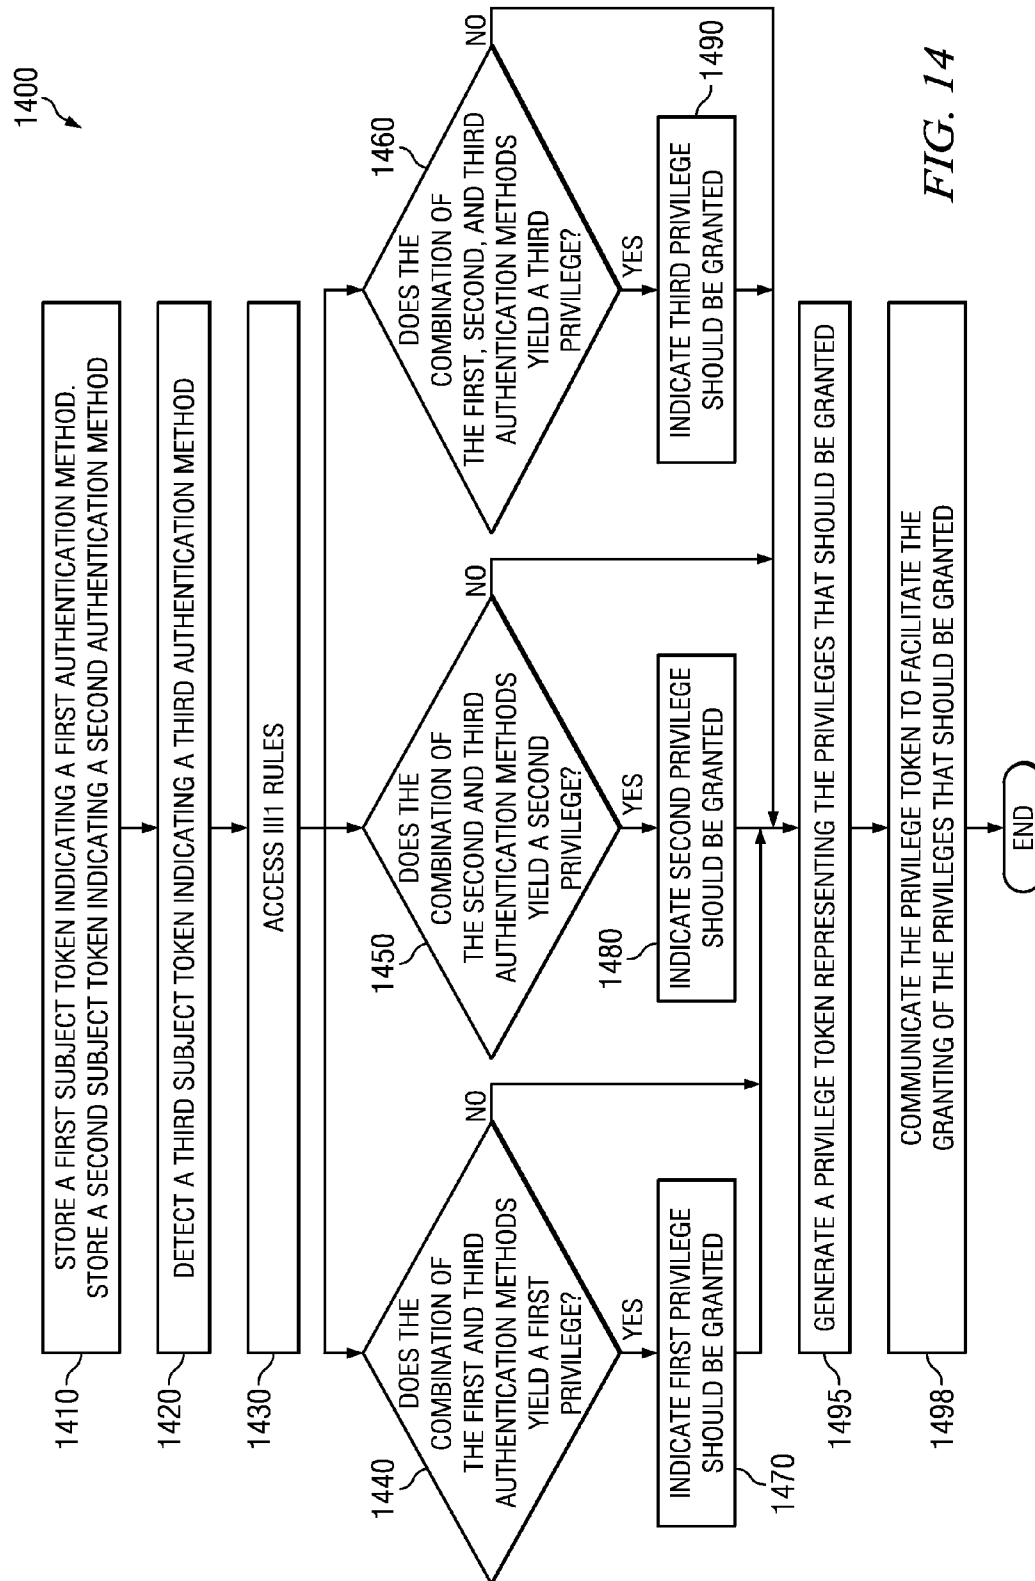 1400
1410
STORE A FIRST SUBJECT TOKEN INDICATING A FIRST AUTHENTICATION METHOD.
STORE A SECOND SUBJECT TOKEN INDICATING A SECOND AUTHENTICATION METHOD
1420
DETECT A THIRD SUBJECT TOKEN INDICATING A THIRD AUTHENTICATION METHOD
1430
ACCESS III1 RULES
1440
DOES THE
COMBINATION OF
THE FIRST AND THIRD
AUTHENTICATION METHODS
YIELD A FIRST
PRIVILEGE?
NO
YES
1450
DOES THE
COMBINATION OF
THE SECOND AND THIRD
AUTHENTICATION METHODS
YIELD A SECOND
PRIVILEGE?
NO
YES
1460
DOES THE
COMBINATION OF
THE FIRST, SECOND, AND THIRD
AUTHENTICATION METHODS
YIELD A THIRD
PRIVILEGE?
NO
YES
INDICATE FIRST PRIVILEGE
SHOULD BE GRANTED
1470
1480
INDICATE SECOND PRIVILEGE
SHOULD BE GRANTED
INDICATE THIRD PRIVILEGE
SHOULD BE GRANTED
1490
1495
GENERATE A PRIVILEGE TOKEN REPRESENTING THE PRIVILEGES THAT SHOULD BE GRANTED
1498
COMMUNICATE THE PRIVILEGE TOKEN TO FACILITATE THE
GRANTING OF THE PRIVILEGES THAT SHOULD BE GRANTED
END
FIG. 14